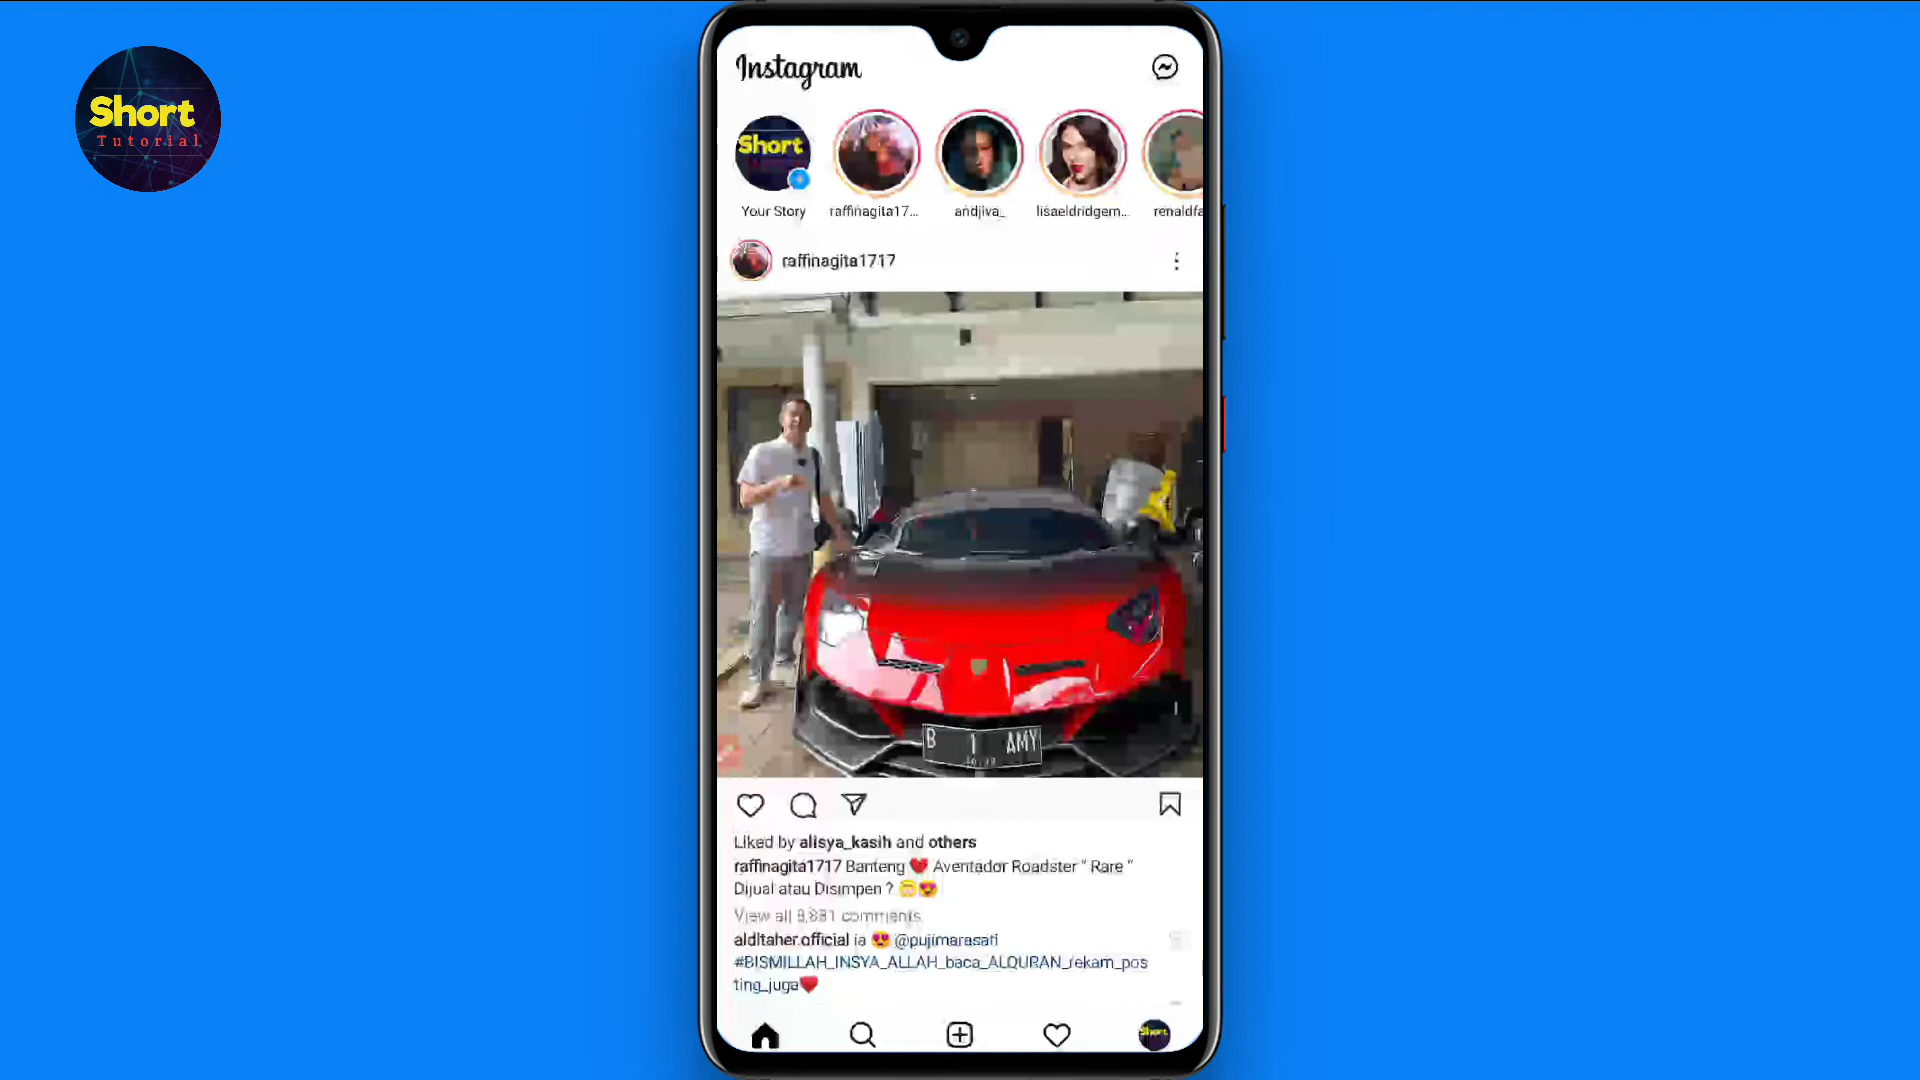 Short
Tutorial
Instagram
Short
Your Story
raffinagita17...
andjiva_
lisaeldridgem...
renaldfa
raffinagita1717
B 1 AMY
Liked by alisya_kasih and others
raffinagita1717 Banteng 💔 Aventador Roadster " Rare "
Dijual atau Disimpen ? 😇😍
View all 8,881 comments
alditaher.official ia 😍 @pujimarasati
#BISMILLAH_INSYA_ALLAH_baca_ALQURAN_rekam_pos
ting_juga❤️
Short